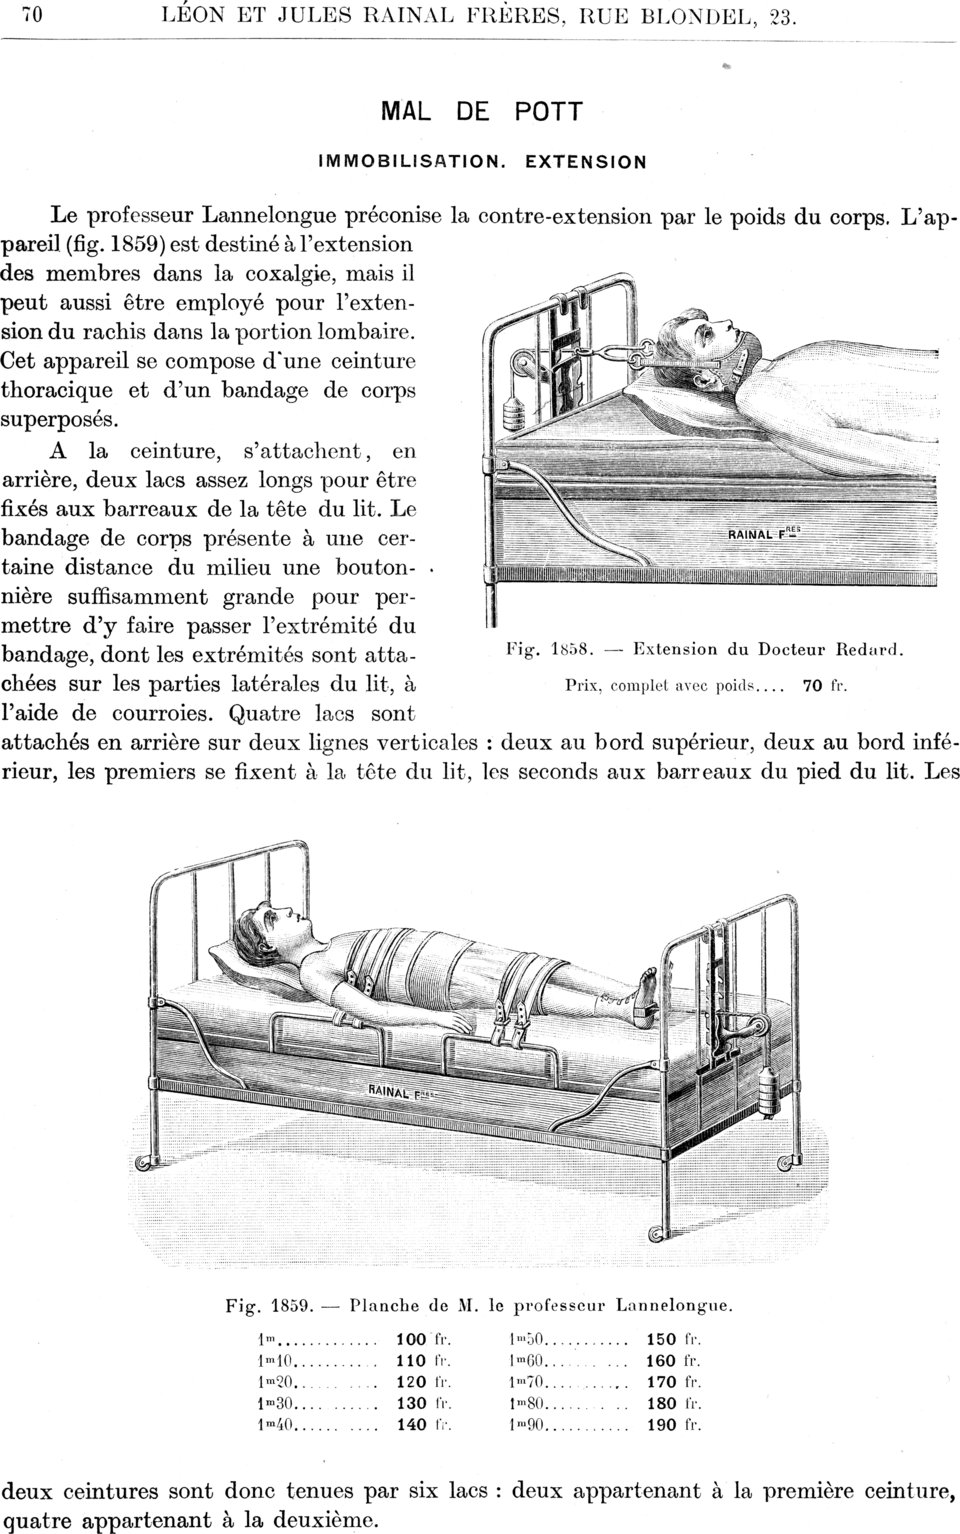 70 LÉON ET JULES RAINAL FRÈRES, RUE BLONDEL, 23.
MAL DE POTT
IMMOBILISATION. EXTENSION
Le professeur Lannelongue préconise la contre-extension par le poids du corps. L'ap-
pareil (fig. 1859) est destiné à l'extension
des membres dans la coxalgie, mais il
peut aussi être employé pour l'exten-
sion du rachis dans la portion lombaire.
Cet appareil se compose d'une ceinture
thoracique et d'un bandage de corps
superposés.
A la ceinture, s'attachent, en
arrière, deux lacs assez longs pour être
fixés aux barreaux de la tête du lit. Le
bandage de corps présente à une cer-
taine distance du milieu une bouton-
nière suffisamment grande pour per-
mettre d'y faire passer l'extrémité du
bandage, dont les extrémités sont atta-
chées sur les parties latérales du lit, à
l'aide de courroies. Quatre lacs sont
RAINAL FRES
Fig. 1858. — Extension du Docteur Redard.
Prix, complet avec poids.... 70 fr.
attachés en arrière sur deux lignes verticales : deux au bord supérieur, deux au bord infé-
rieur, les premiers se fixent à la tête du lit, les seconds aux barreaux du pied du lit. Les
RAINAL FRES
Fig. 1859. — Planche de M. le professeur Lannelongue.
1m............. 100 fr. 1m50........... 150 fr.
1m10........... 110 fr. 1m60........... 160 fr.
1m20........... 120 fr. 1m70........... 170 fr.
1m30........... 130 fr. 1m80........... 180 fr.
1m40........... 140 fr. 1m90........... 190 fr.
deux ceintures sont donc tenues par six lacs : deux appartenant à la première ceinture,
quatre appartenant à la deuxième.